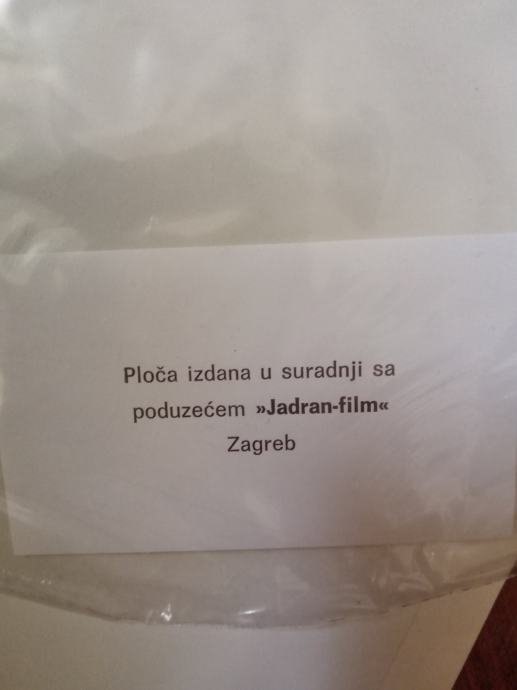 Ploča izdana u suradnji sa
poduzećem »Jadran-film«
Zagreb